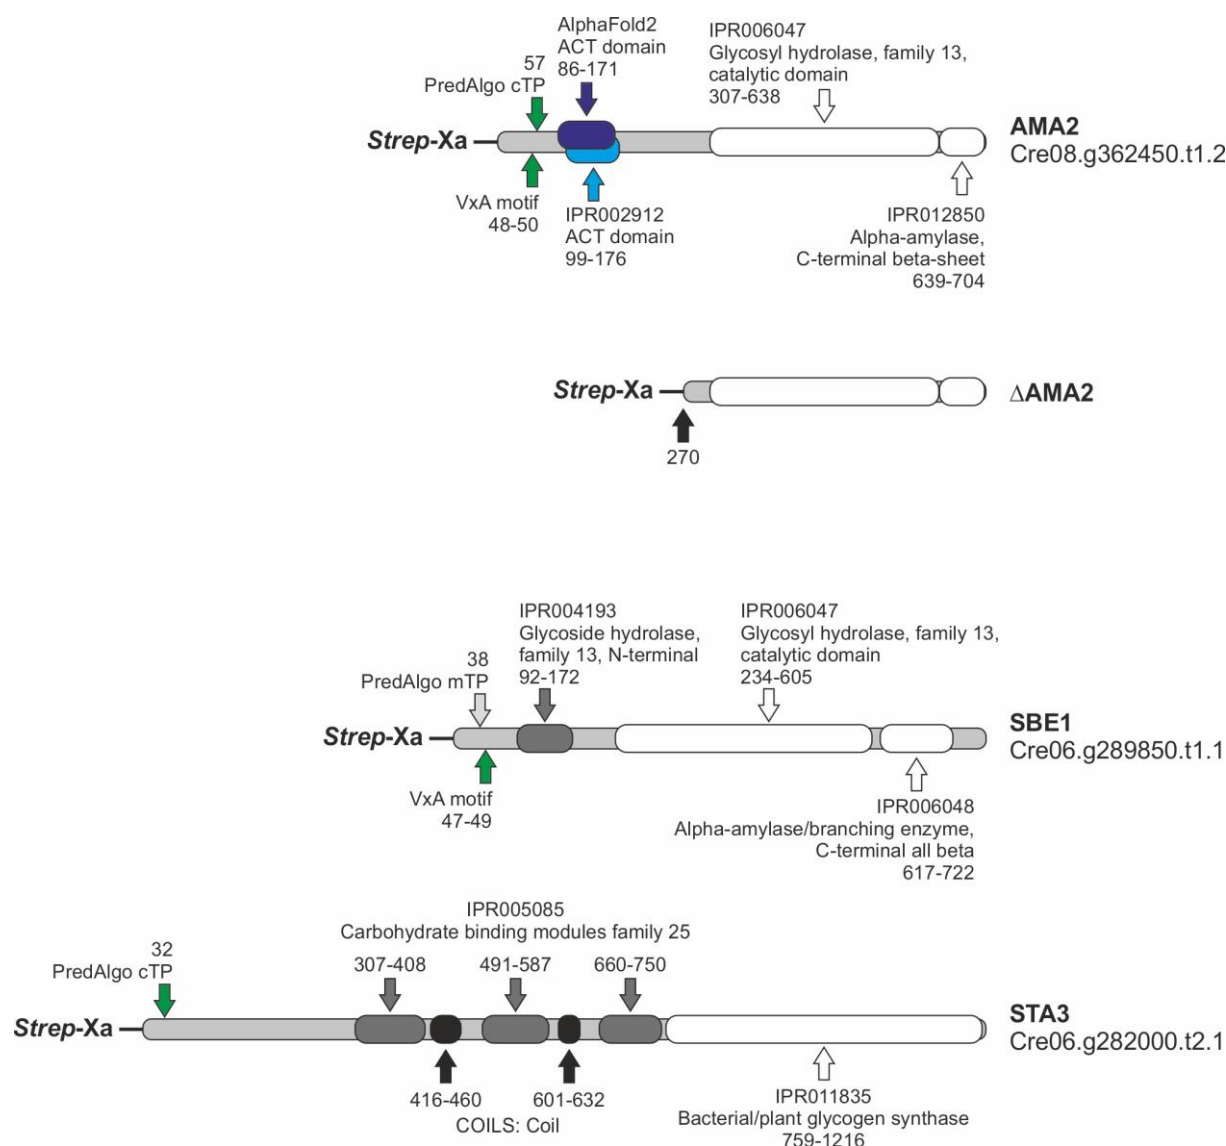 AlphaFold2
ACT domain
86-171
57
PredAlgo cTP
IPR006047
Glycosyl hydrolase, family 13,
catalytic domain
307-638
Strep-Xa
AMA2
Cre08.g362450.t1.2
VxA motif
48-50
IPR002912
ACT domain
99-176
IPR012850
Alpha-amylase,
C-terminal beta-sheet
639-704
Strep-Xa
ΔAMA2
270
IPR004193
Glycoside hydrolase,
family 13, N-terminal
92-172
38
PredAlgo mTP
IPR006047
Glycosyl hydrolase, family 13,
catalytic domain
234-605
Strep-Xa
SBE1
Cre06.g289850.t1.1
VxA motif
47-49
IPR006048
Alpha-amylase/branching enzyme,
C-terminal all beta
617-722
IPR005085
Carbohydrate binding modules family 25
32
PredAlgo cTP
307-408
491-587
660-750
Strep-Xa
STA3
Cre06.g282000.t2.1
416-460
601-632
COILS: Coil
IPR011835
Bacterial/plant glycogen synthase
759-1216